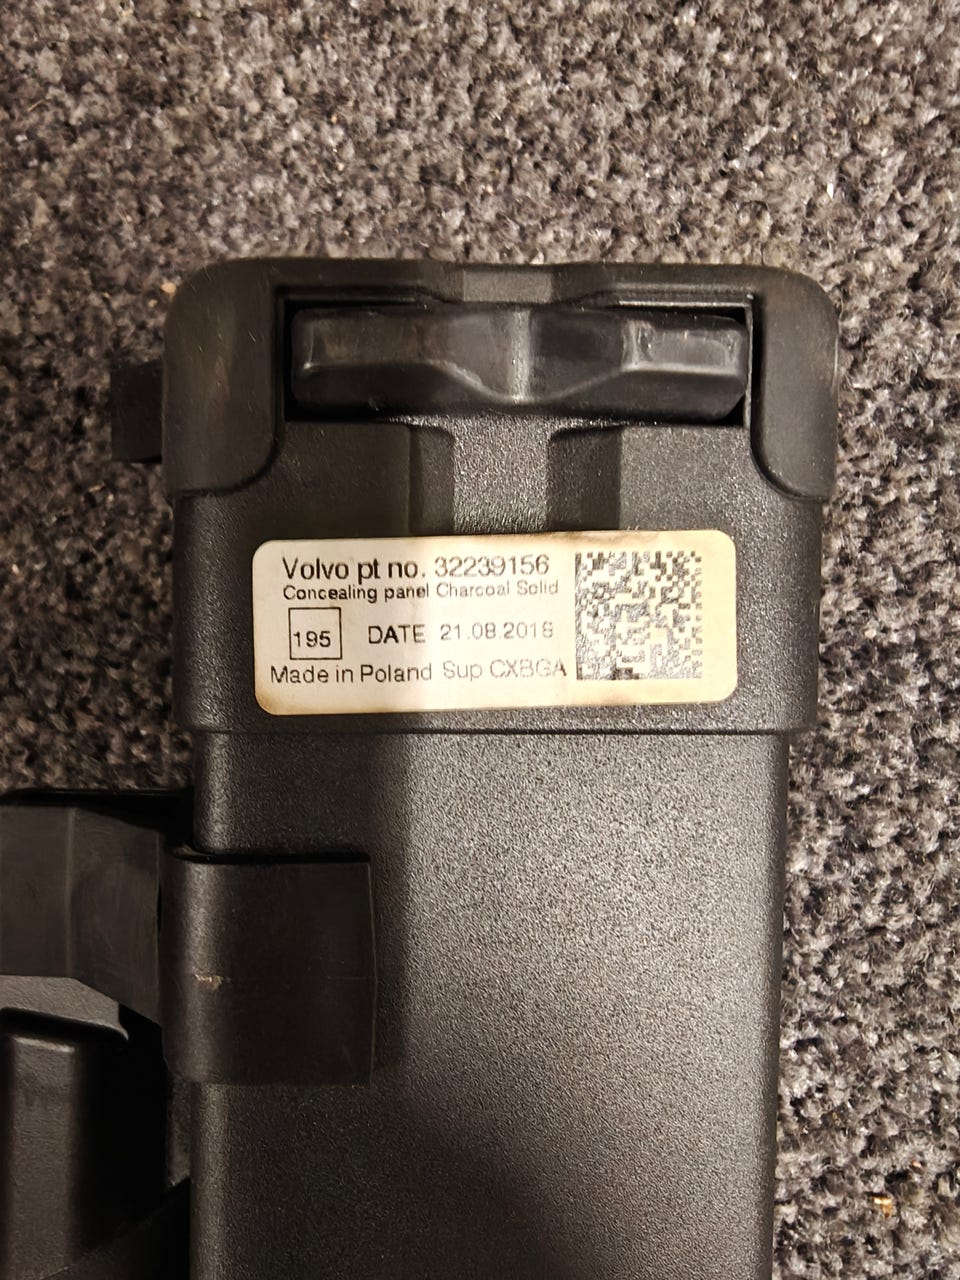 Volvo pt no. 32239156
Concealing panel Charcoal Solid
195 DATE 21.08.2018
Made in Poland Sup CXBGA